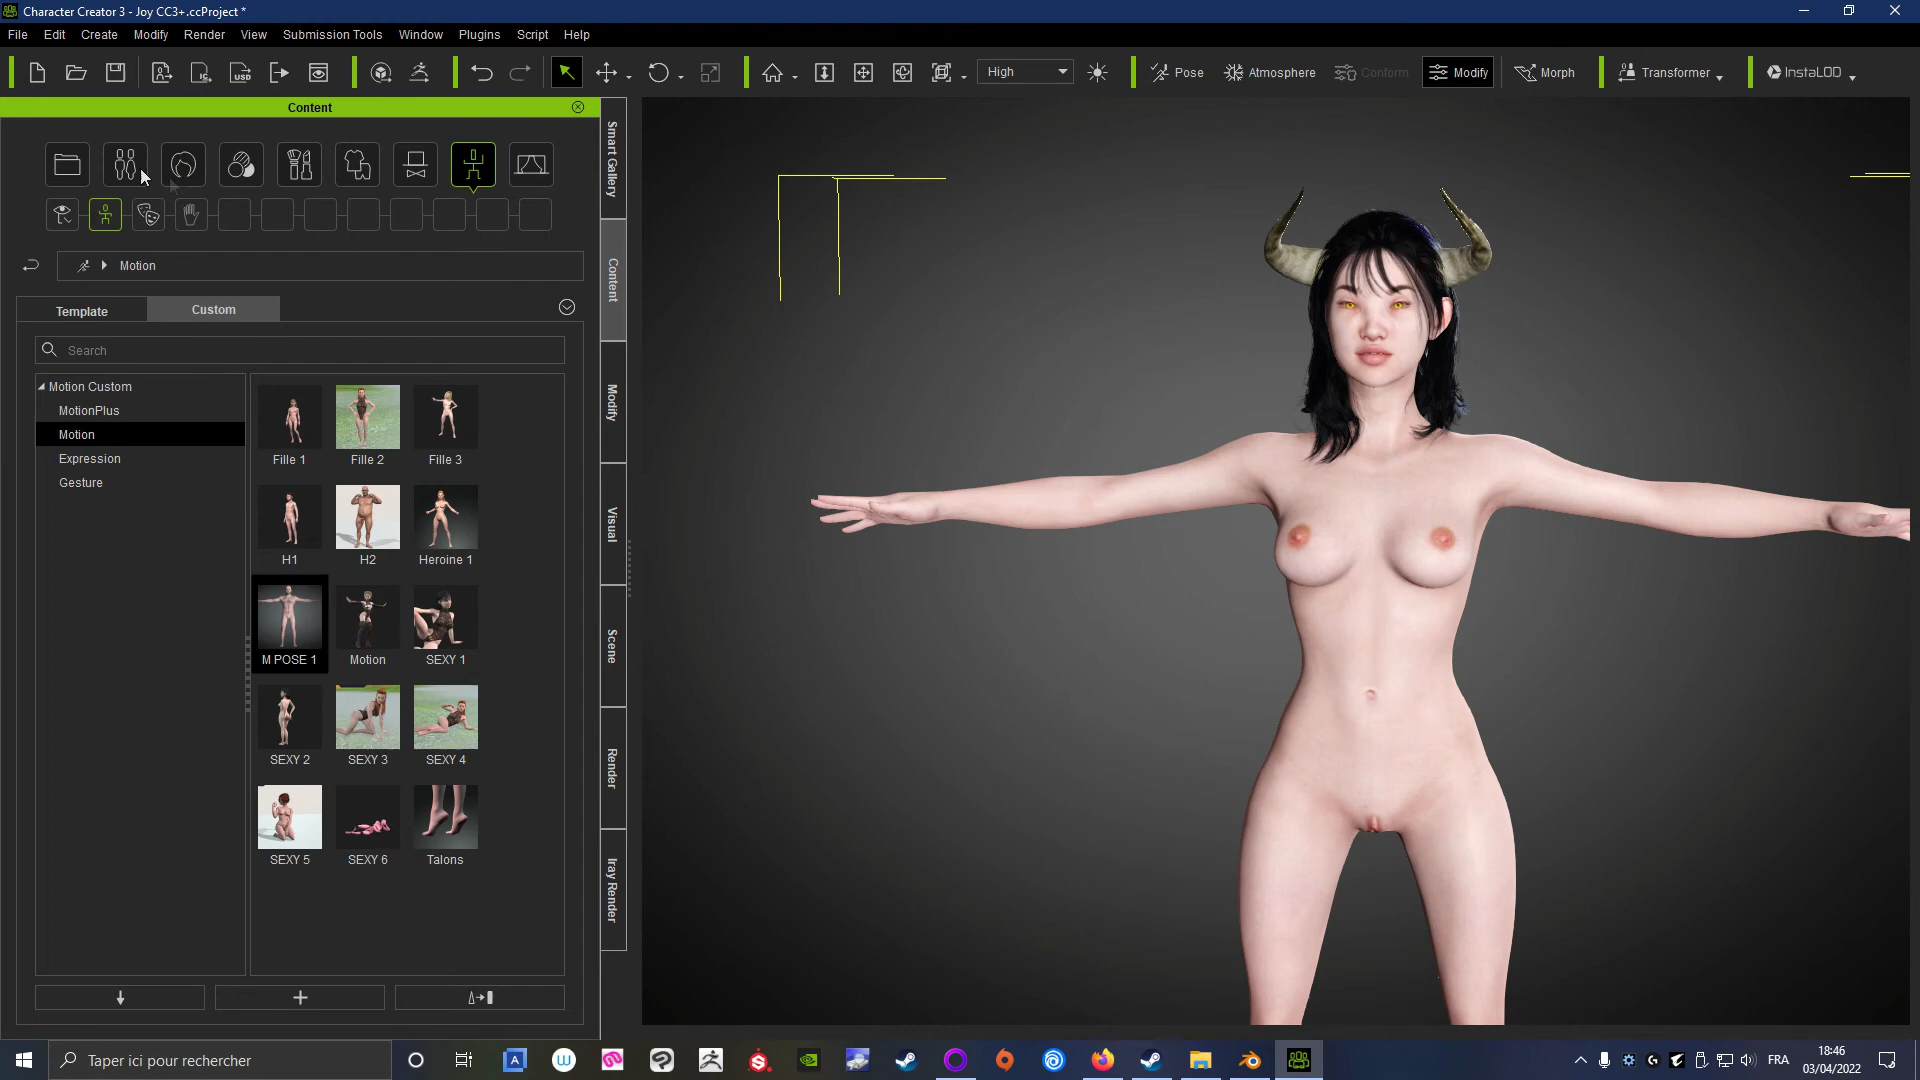 Character Creator 3 - Joy CC3+.ccProject *
File Edit Create Modify Render View Submission Tools Window Plugins Script Help
High Pose Atmosphere Conform Modify Morph Transformer InstaLOD
Content
Motion
Template Custom
Search
Motion Custom
MotionPlus
Motion
Expression
Gesture
Fille 1 Fille 2 Fille 3
H1 H2 Heroine 1
M POSE 1 Motion SEXY 1
SEXY 2 SEXY 3 SEXY 4
SEXY 5 SEXY 6 Talons
Smart Gallery
Content
Modify
Visual
Scene
Render
Iray Render
Taper ici pour rechercher
FRA
18:46
03/04/2022